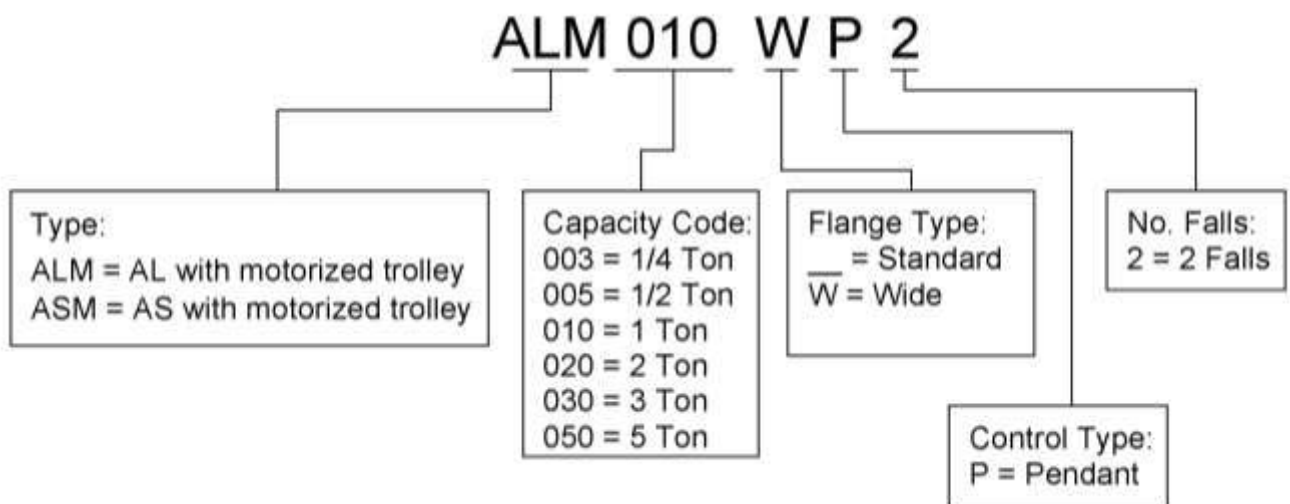 ALM 010 W P 2
Type:
ALM = AL with motorized trolley
ASM = AS with motorized trolley
Capacity Code:
003 = 1/4 Ton
005 = 1/2 Ton
010 = 1 Ton
020 = 2 Ton
030 = 3 Ton
050 = 5 Ton
Flange Type:
__ = Standard
W = Wide
No. Falls:
2 = 2 Falls
Control Type:
P = Pendant